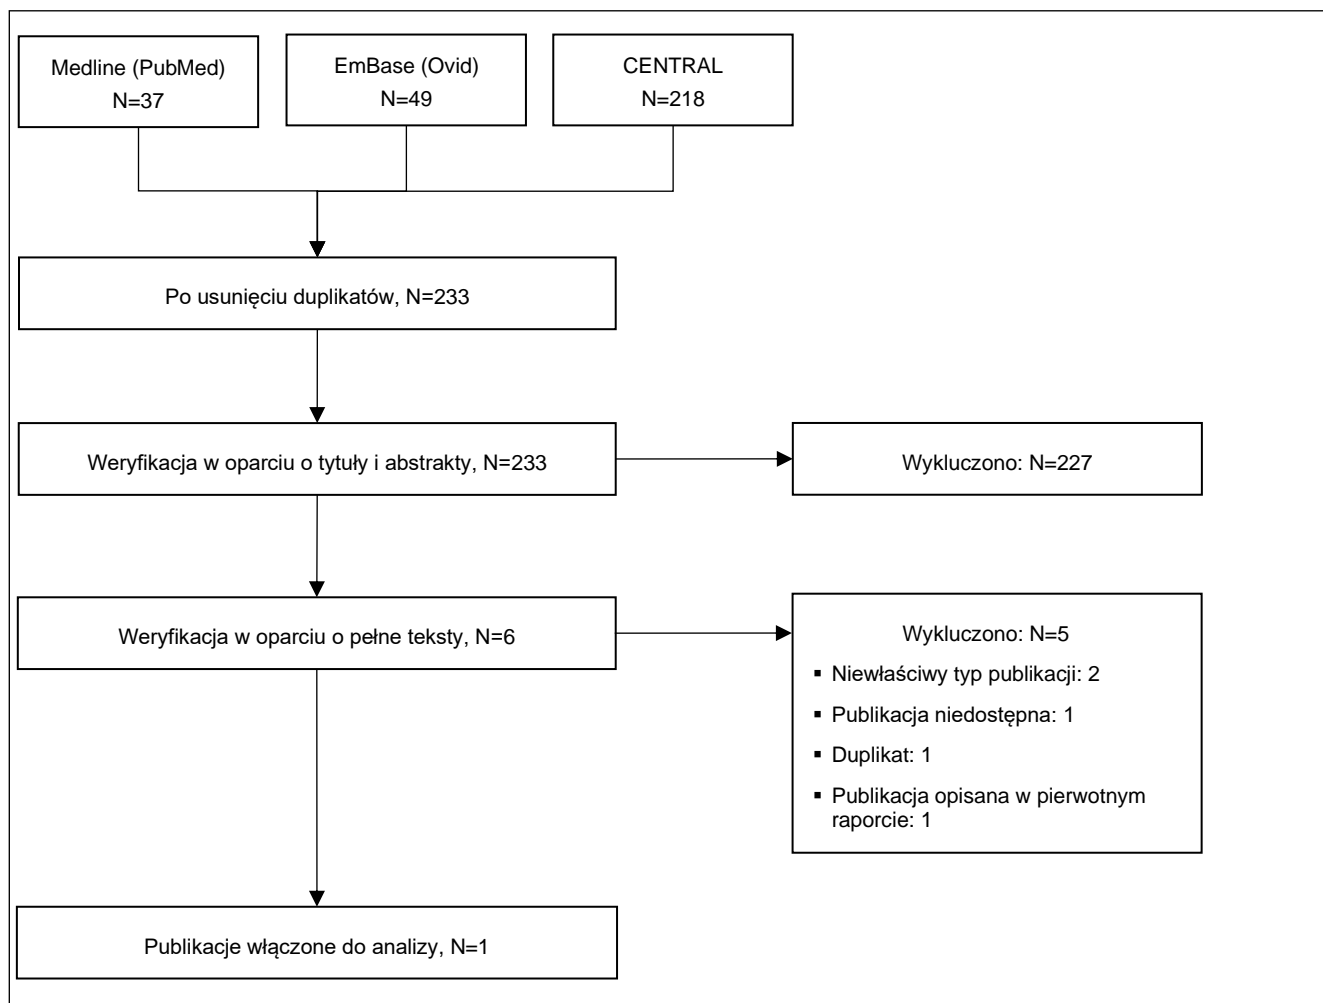 Medline (PubMed)
N=37
EmBase (Ovid)
N=49
CENTRAL
N=218
Po usunięciu duplikatów, N=233
Weryfikacja w oparciu o tytuły i abstrakty, N=233
Wykluczono: N=227
Weryfikacja w oparciu o pełne teksty, N=6
Wykluczono: N=5
▪ Niewłaściwy typ publikacji: 2
▪ Publikacja niedostępna: 1
▪ Duplikat: 1
▪ Publikacja opisana w pierwotnym
raporcie: 1
Publikacje włączone do analizy, N=1